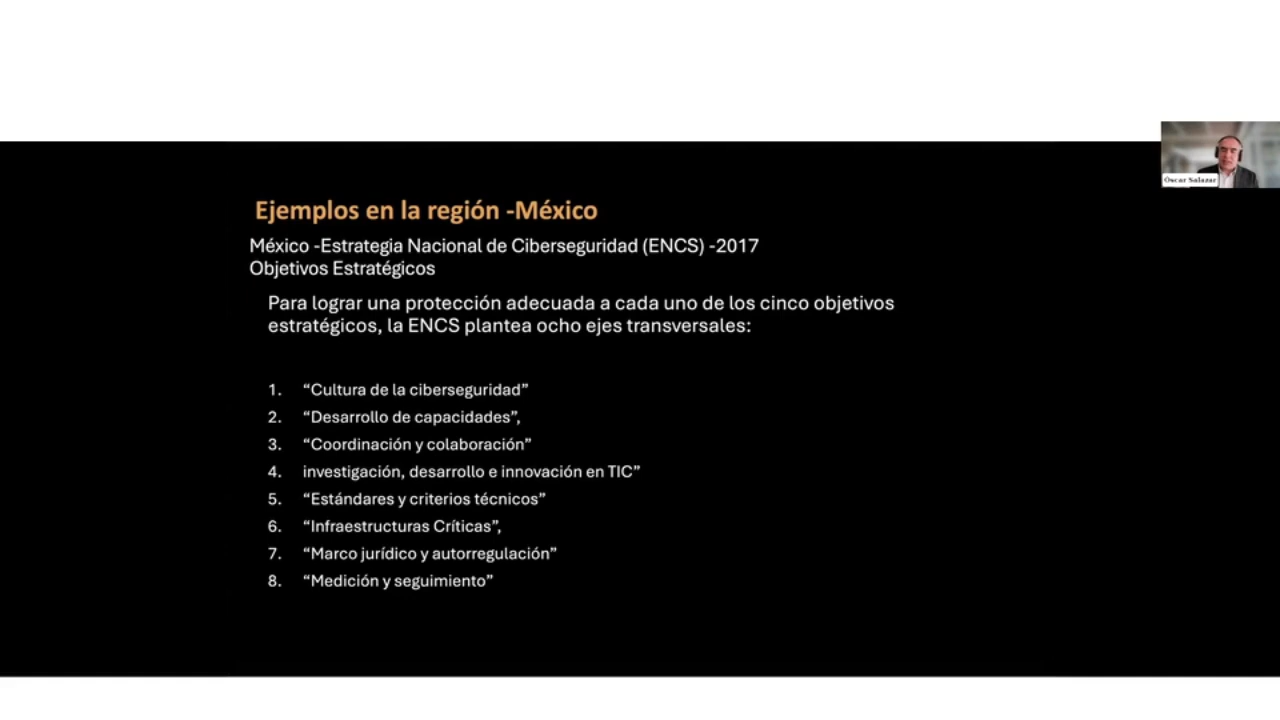 Ejemplos en la región -México
México -Estrategia Nacional de Ciberseguridad (ENCS) -2017
Objetivos Estratégicos
Para lograr una protección adecuada a cada uno de los cinco objetivos
estratégicos, la ENCS plantea ocho ejes transversales:
1. “Cultura de la ciberseguridad”
2. “Desarrollo de capacidades”,
3. “Coordinación y colaboración”
4. investigación, desarrollo e innovación en TIC”
5. “Estándares y criterios técnicos”
6. “Infraestructuras Críticas”,
7. “Marco jurídico y autorregulación”
8. “Medición y seguimiento”
Óscar Salazar